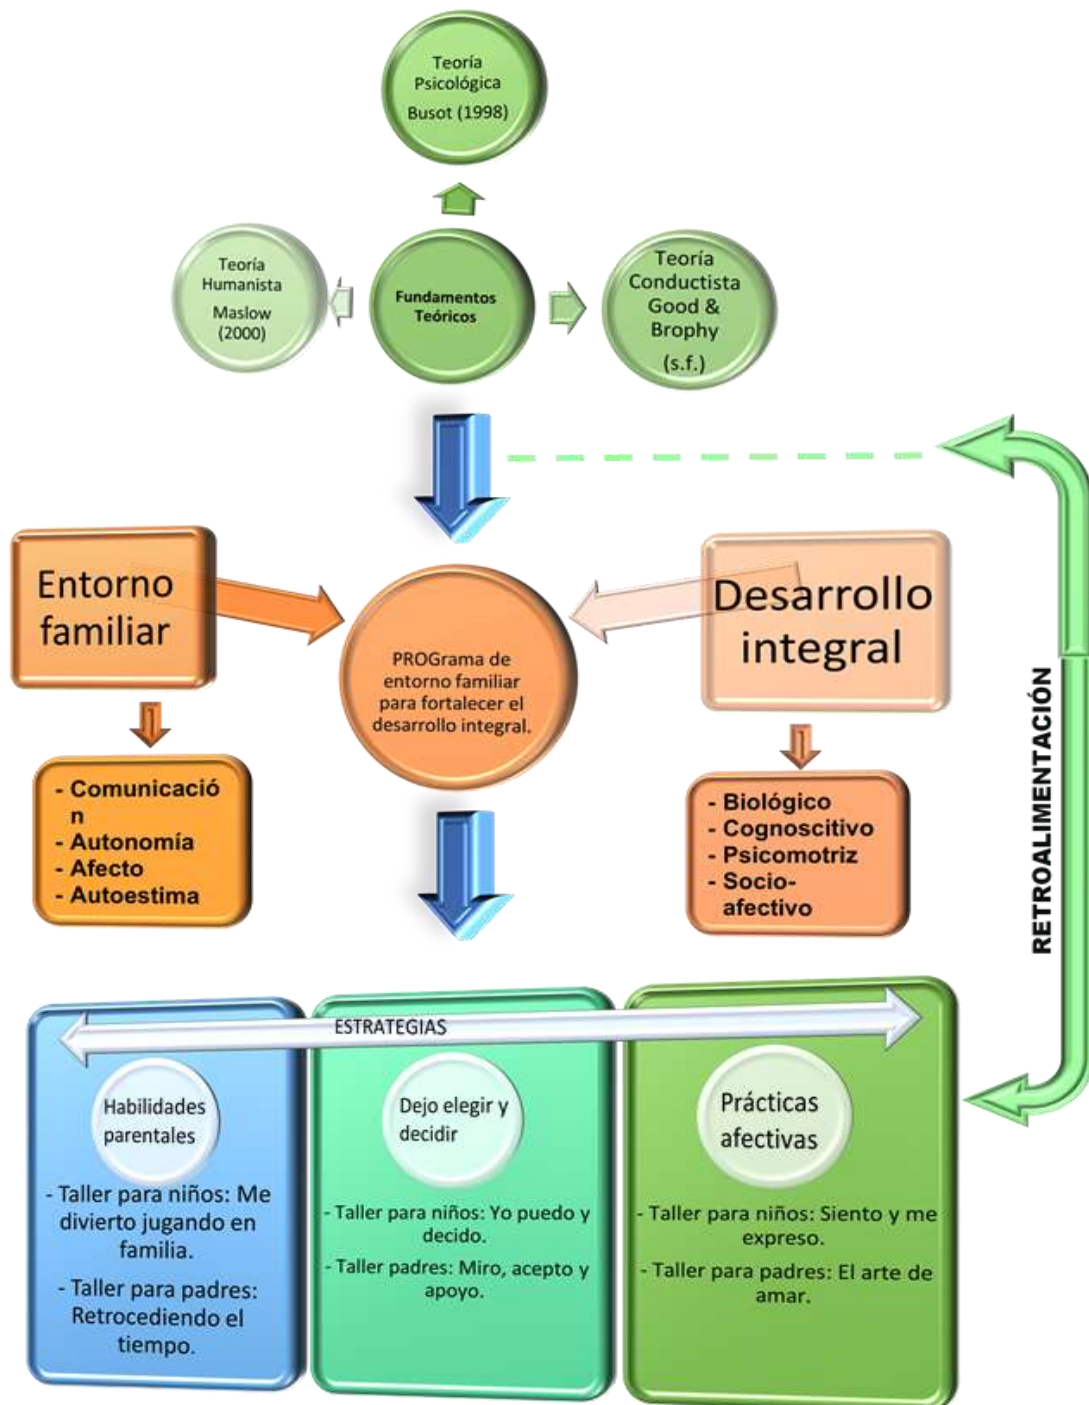 Teoría
Psicológica
Busot (1998)
Teoría
Humanista
Maslow
(2000)
Fundamentos
Teóricos
Teoría
Conductista
Good &
Brophy
(s.f.)
Entorno
familiar
PROGrama de
entorno familiar
para fortalecer el
desarrollo integral.
Desarrollo
integral
- Comunicació
n
- Autonomía
- Afecto
- Autoestima
- Biológico
- Cognoscitivo
- Psicomotriz
- Socio-
afectivo
RETROALIMENTACIÓN
ESTRATEGIAS
Habilidades
parentales
- Taller para niños: Me
divierto jugando en
familia.
- Taller para padres:
Retrocediendo el
tiempo.
Dejo elegir y
decidir
- Taller para niños: Yo puedo y
decido.
- Taller padres: Miro, acepto y
apoyo.
Prácticas
afectivas
- Taller para niños: Siento y me
expreso.
- Taller para padres: El arte de
amar.